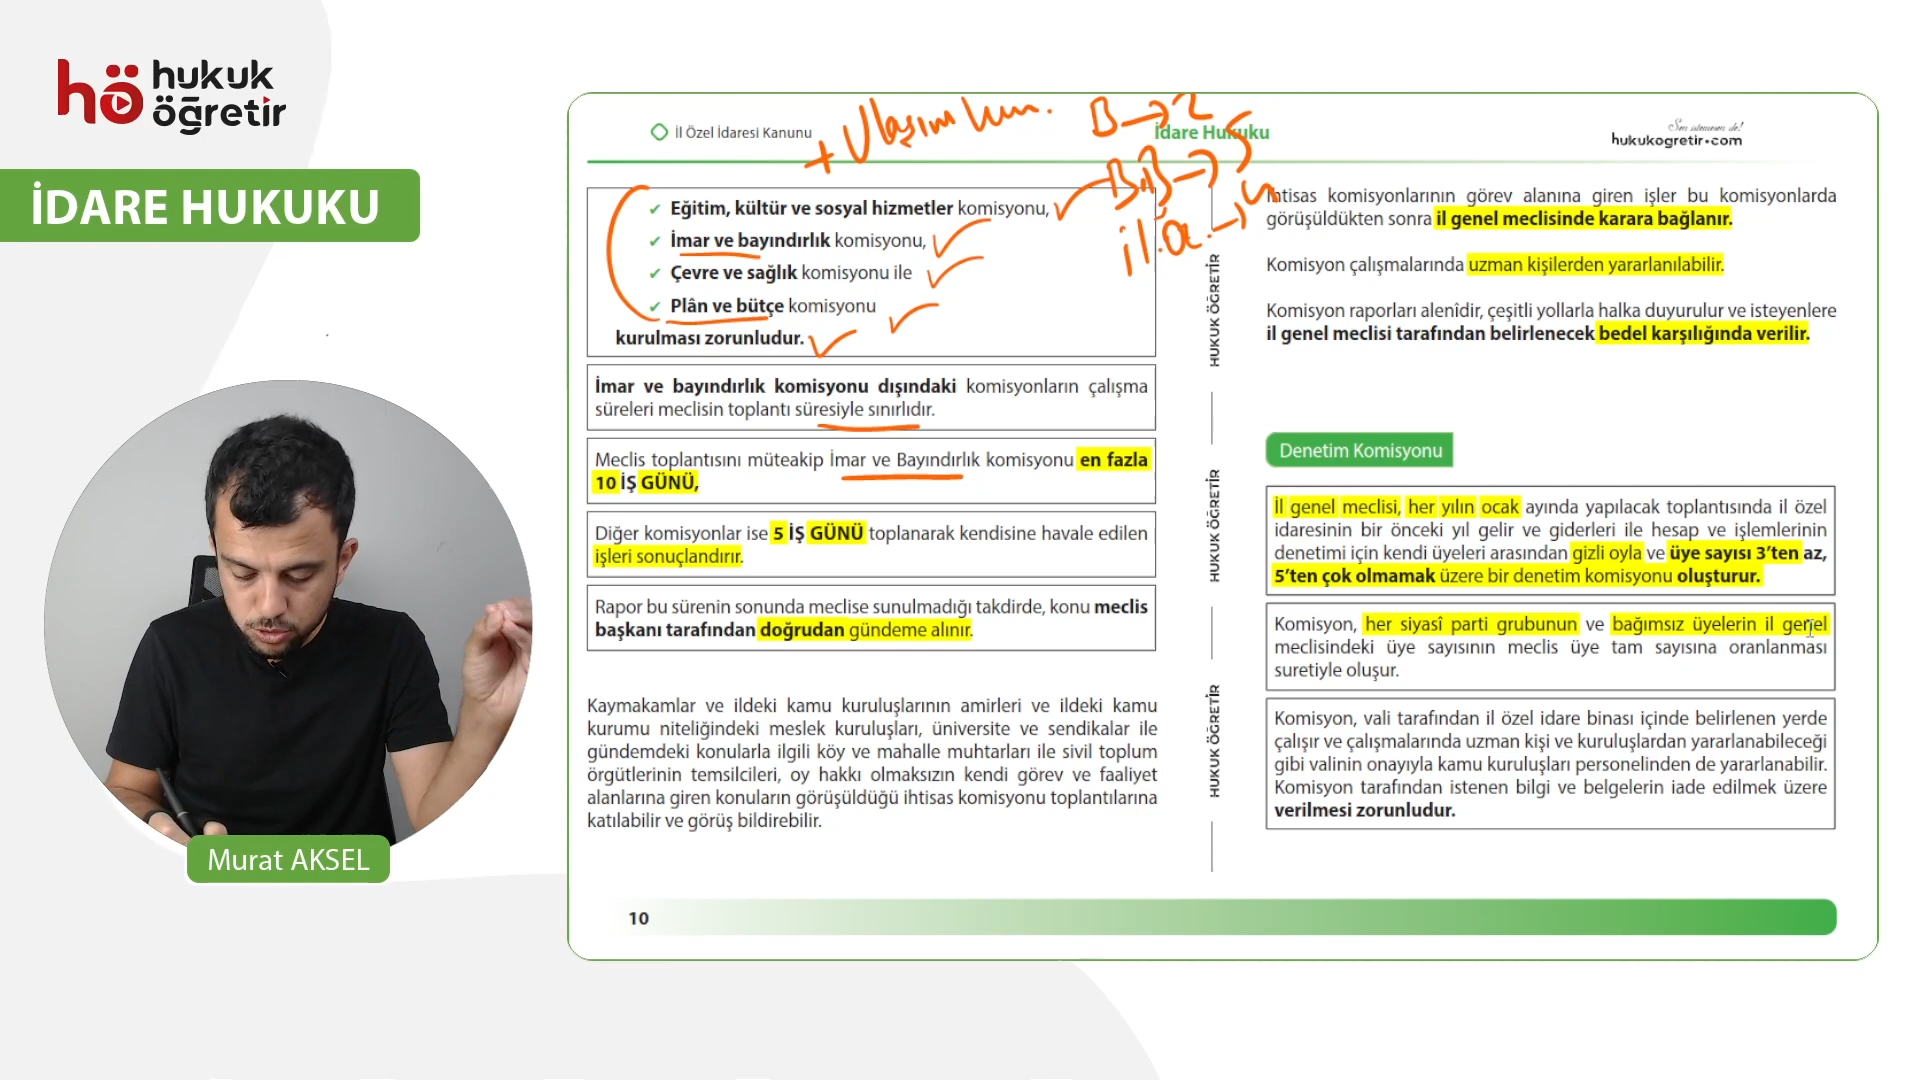 hö hukuk
öğretir
İDARE HUKUKU
Murat AKSEL
İl Özel İdaresi Kanunu
İdare Hukuku
Sen istemenen de!
hukukogretir•com
+ Ulaşım kom.
B → 2
BB → 5
il.öz. → 4
✓ Eğitim, kültür ve sosyal hizmetler komisyonu,
✓ İmar ve bayındırlık komisyonu,
✓ Çevre ve sağlık komisyonu ile
✓ Plân ve bütçe komisyonu
kurulması zorunludur.
İmar ve bayındırlık komisyonu dışındaki komisyonların çalışma
süreleri meclisin toplantı süresiyle sınırlıdır.
Meclis toplantısını müteakip İmar ve Bayındırlık komisyonu en fazla
10 İŞ GÜNÜ,
Diğer komisyonlar ise 5 İŞ GÜNÜ toplanarak kendisine havale edilen
işleri sonuçlandırır.
Rapor bu sürenin sonunda meclise sunulmadığı takdirde, konu meclis
başkanı tarafından doğrudan gündeme alınır.
Kaymakamlar ve ildeki kamu kuruluşlarının amirleri ve ildeki kamu
kurumu niteliğindeki meslek kuruluşları, üniversite ve sendikalar ile
gündemdeki konularla ilgili köy ve mahalle muhtarları ile sivil toplum
örgütlerinin temsilcileri, oy hakkı olmaksızın kendi görev ve faaliyet
alanlarına giren konuların görüşüldüğü ihtisas komisyonu toplantılarına
katılabilir ve görüş bildirebilir.
HUKUK ÖĞRETİR
HUKUK ÖĞRETİR
HUKUK ÖĞRETİR
İhtisas komisyonlarının görev alanına giren işler bu komisyonlarda
görüşüldükten sonra il genel meclisinde karara bağlanır.
Komisyon çalışmalarında uzman kişilerden yararlanılabilir.
Komisyon raporları alenîdir, çeşitli yollarla halka duyurulur ve isteyenlere
il genel meclisi tarafından belirlenecek bedel karşılığında verilir.
Denetim Komisyonu
İl genel meclisi, her yılın ocak ayında yapılacak toplantısında il özel
idaresinin bir önceki yıl gelir ve giderleri ile hesap ve işlemlerinin
denetimi için kendi üyeleri arasından gizli oyla ve üye sayısı 3'ten az,
5'ten çok olmamak üzere bir denetim komisyonu oluşturur.
Komisyon, her siyasî parti grubunun ve bağımsız üyelerin il genel
meclisindeki üye sayısının meclis üye tam sayısına oranlanması
suretiyle oluşur.
Komisyon, vali tarafından il özel idare binası içinde belirlenen yerde
çalışır ve çalışmalarında uzman kişi ve kuruluşlardan yararlanabileceği
gibi valinin onayıyla kamu kuruluşları personelinden de yararlanabilir.
Komisyon tarafından istenen bilgi ve belgelerin iade edilmek üzere
verilmesi zorunludur.
10